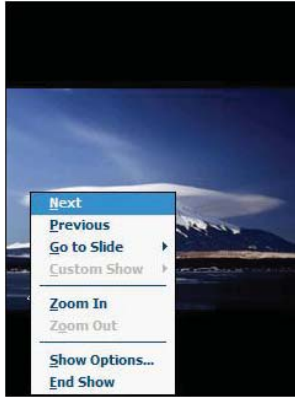 Next
Previous
Go to Slide
Custom Show
Zoom In
Zoom Out
Show Options...
End Show